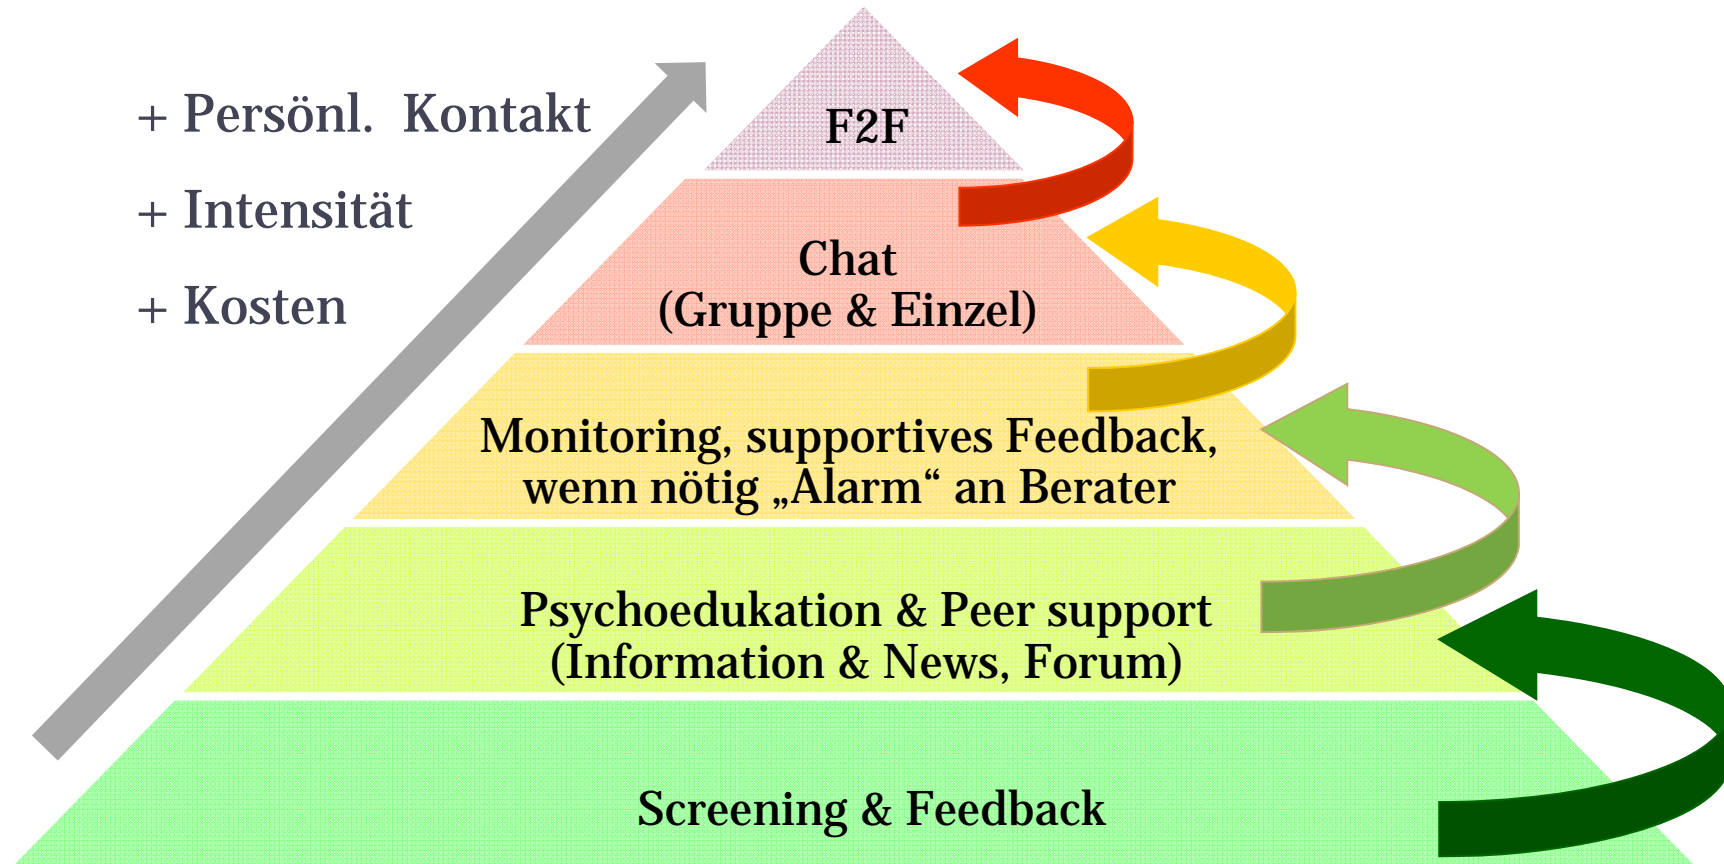 + Persönl. Kontakt
+ Intensität
+ Kosten
F2F
Chat
(Gruppe & Einzel)
Monitoring, supportives Feedback,
wenn nötig „Alarm“ an Berater
Psychoedukation & Peer support
(Information & News, Forum)
Screening & Feedback